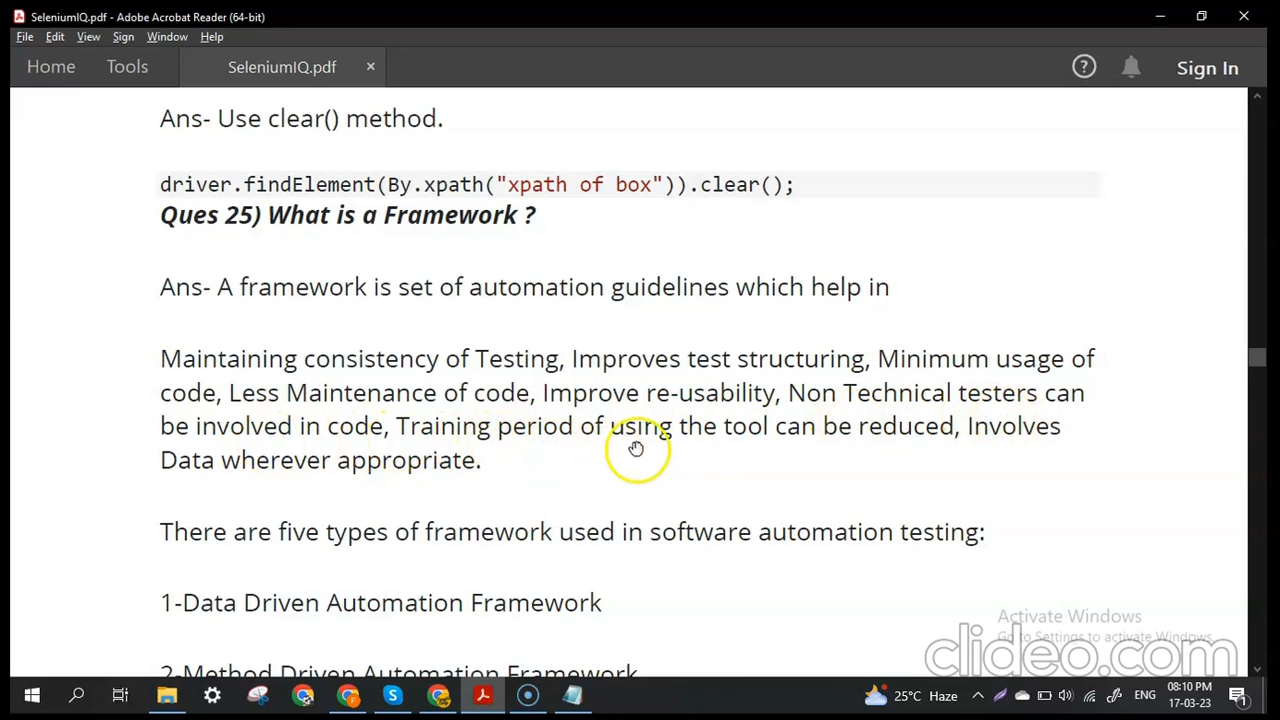 SeleniumIQ.pdf - Adobe Acrobat Reader (64-bit)
File Edit View Sign Window Help
Home Tools SeleniumIQ.pdf × ? Sign In
Ans- Use clear() method.
driver.findElement(By.xpath("xpath of box")).clear();
Ques 25) What is a Framework ?
Ans- A framework is set of automation guidelines which help in
Maintaining consistency of Testing, Improves test structuring, Minimum usage of
code, Less Maintenance of code, Improve re-usability, Non Technical testers can
be involved in code, Training period of using the tool can be reduced, Involves
Data wherever appropriate.
There are five types of framework used in software automation testing:
1-Data Driven Automation Framework
2-Method Driven Automation Framework
Activate Windows
Go to Settings to activate Windows.
clideo.com
25°C Haze ENG 08:10 PM
17-03-23